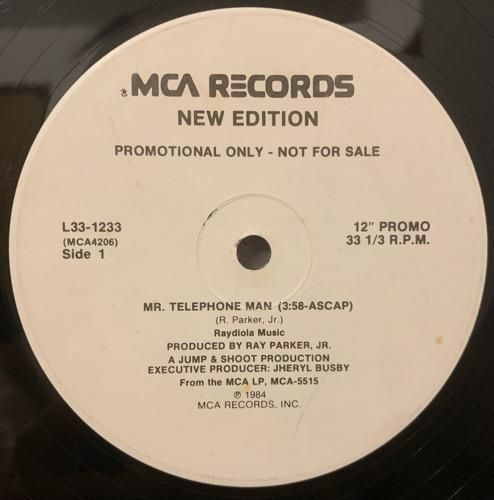 MCA RECORDS
NEW EDITION
PROMOTIONAL ONLY - NOT FOR SALE
L33-1233
(MCA4206)
Side 1
12" PROMO
33 1/3 R.P.M.
MR. TELEPHONE MAN (3:58-ASCAP)
(R. Parker, Jr.)
Raydiola Music
PRODUCED BY RAY PARKER, JR.
A JUMP & SHOOT PRODUCTION
EXECUTIVE PRODUCER: JHERYL BUSBY
From the MCA LP, MCA-5515
℗ 1984
MCA RECORDS, INC.